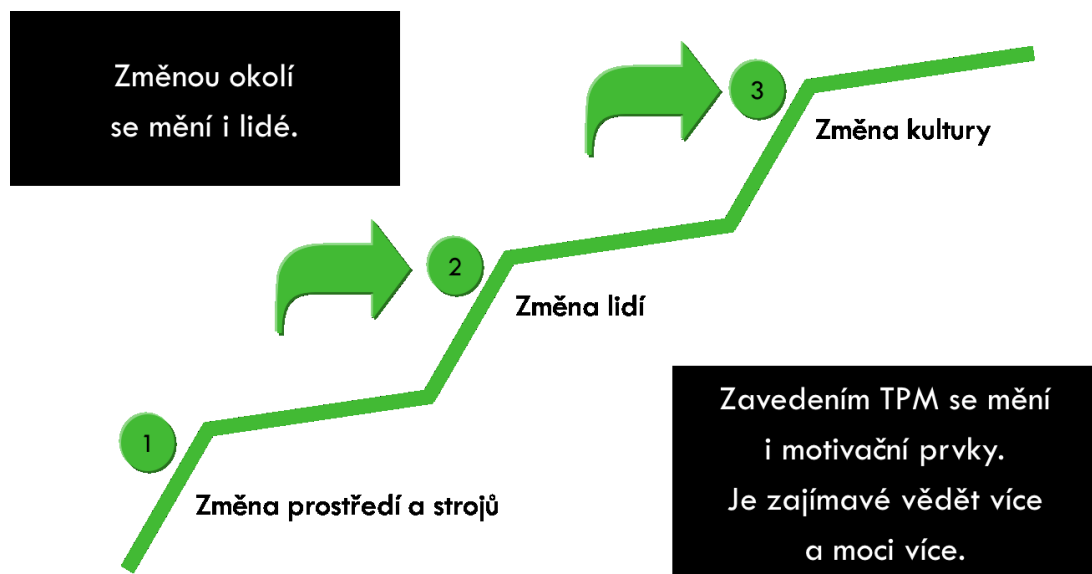 Změnou okolí
se mění i lidé.
3
Změna kultury
2
Změna lidí
1
Změna prostředí a strojů
Zavedením TPM se mění
i motivační prvky.
Je zajímavé vědět více
a moci více.